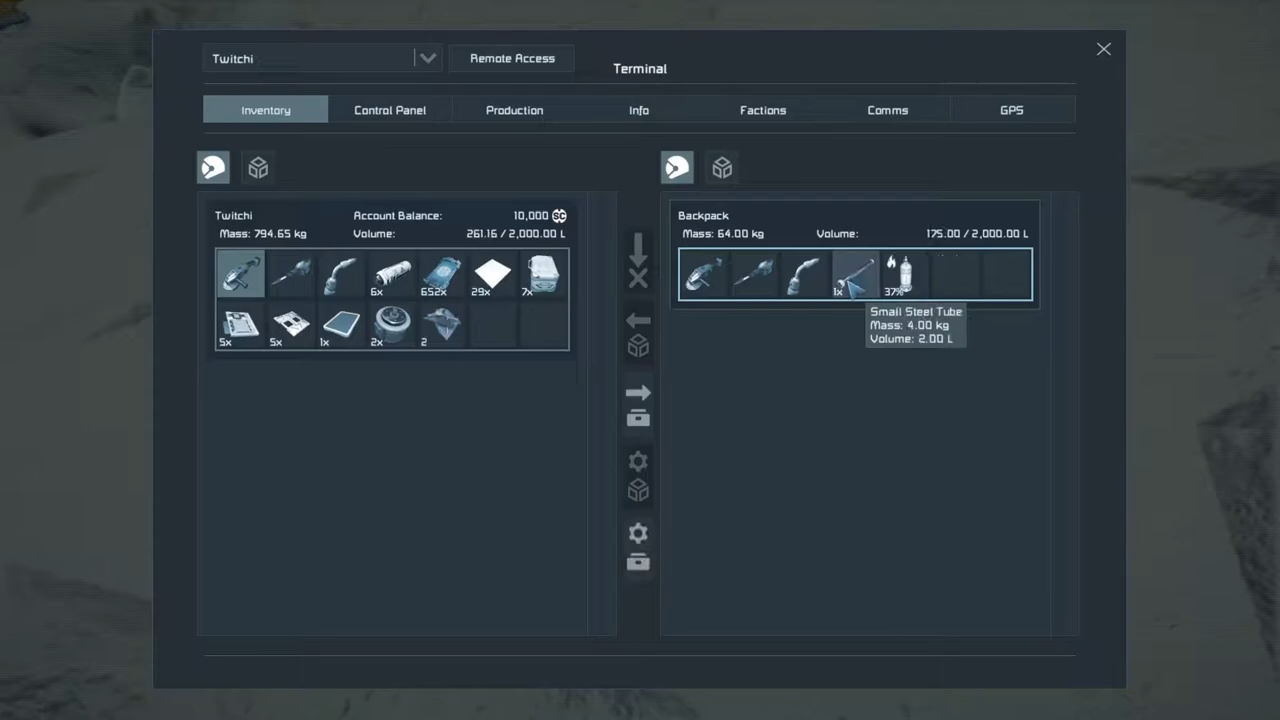 Twitchi
Remote Access
Terminal
Inventory
Control Panel
Production
Info
Factions
Comms
GPS
Twitchi Account Balance: 10,000 SC
Mass: 794.65 kg Volume: 261.16 / 2,000.00 L
6x 652x 29x 7x
5x 5x 1x 2x 2
Backpack
Mass: 64.00 kg Volume: 175.00 / 2,000.00 L
1x 37%
Small Steel Tube
Mass: 4.00 kg
Volume: 2.00 L